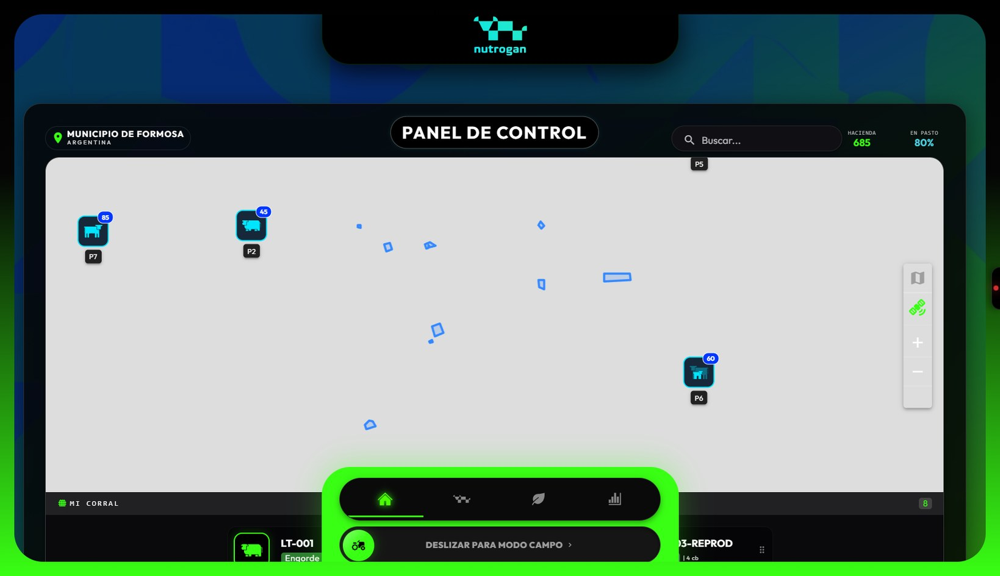 nutrogan
MUNICIPIO DE FORMOSA
ARGENTINA
PANEL DE CONTROL
Buscar...
HACIENDA
685
EN PASTO
80%
P5
85
P7
45
P2
60
P6
MI CORRAL
8
LT-001
Engorde
DESLIZAR PARA MODO CAMPO ›
03-REPROD
| 4 cb